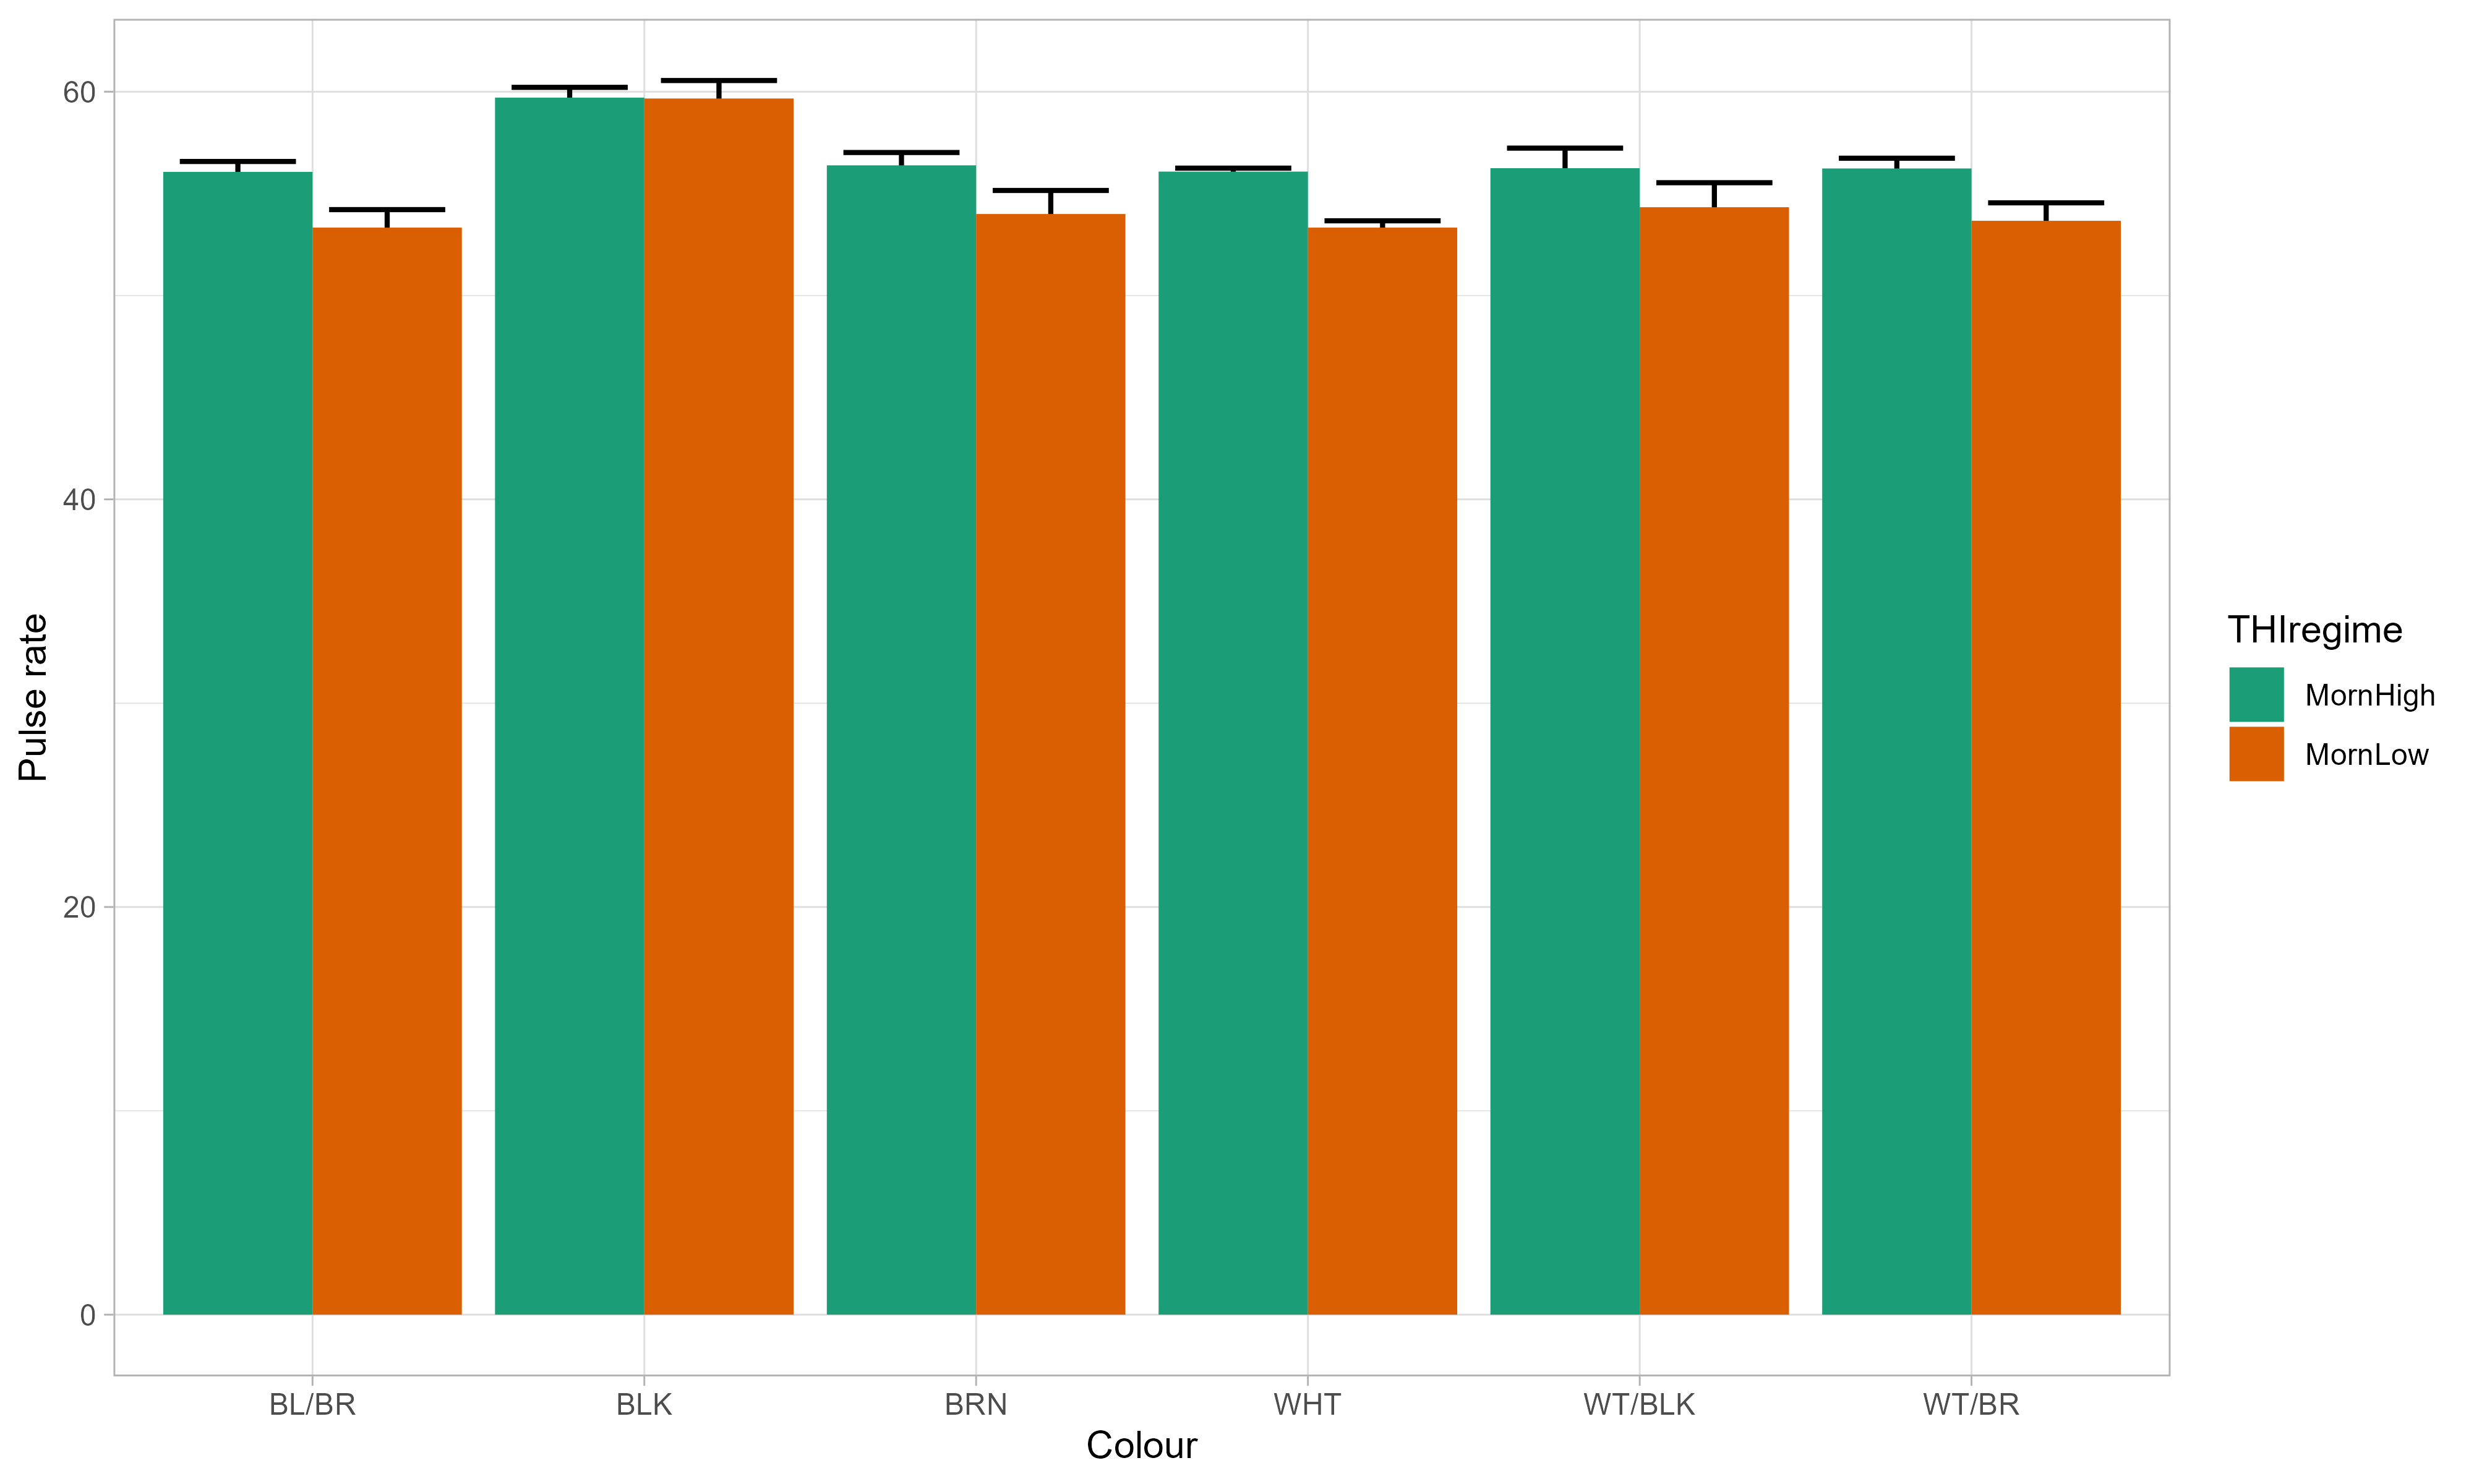 60
40
20
0
Pulse rate
BL/BR BLK BRN WHT WT/BLK WT/BR
Colour
THIregime
MornHigh
MornLow